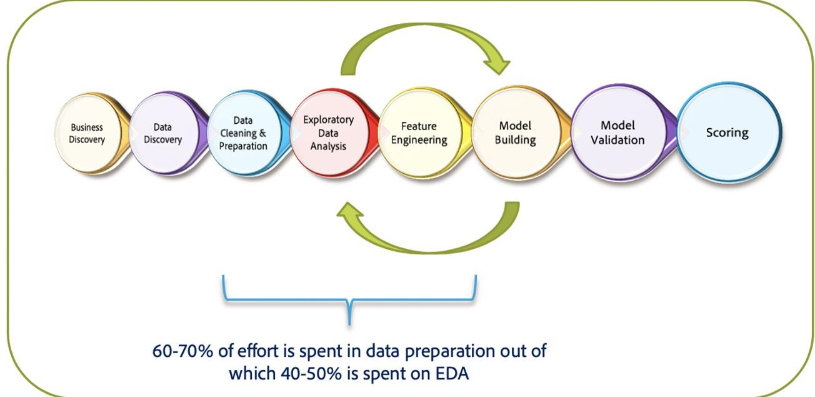 Business
Discovery
Data
Discovery
Data
Cleaning &
Preparation
Exploratory
Data
Analysis
Feature
Engineering
Model
Building
Model
Validation
Scoring
60-70% of effort is spent in data preparation out of
which 40-50% is spent on EDA